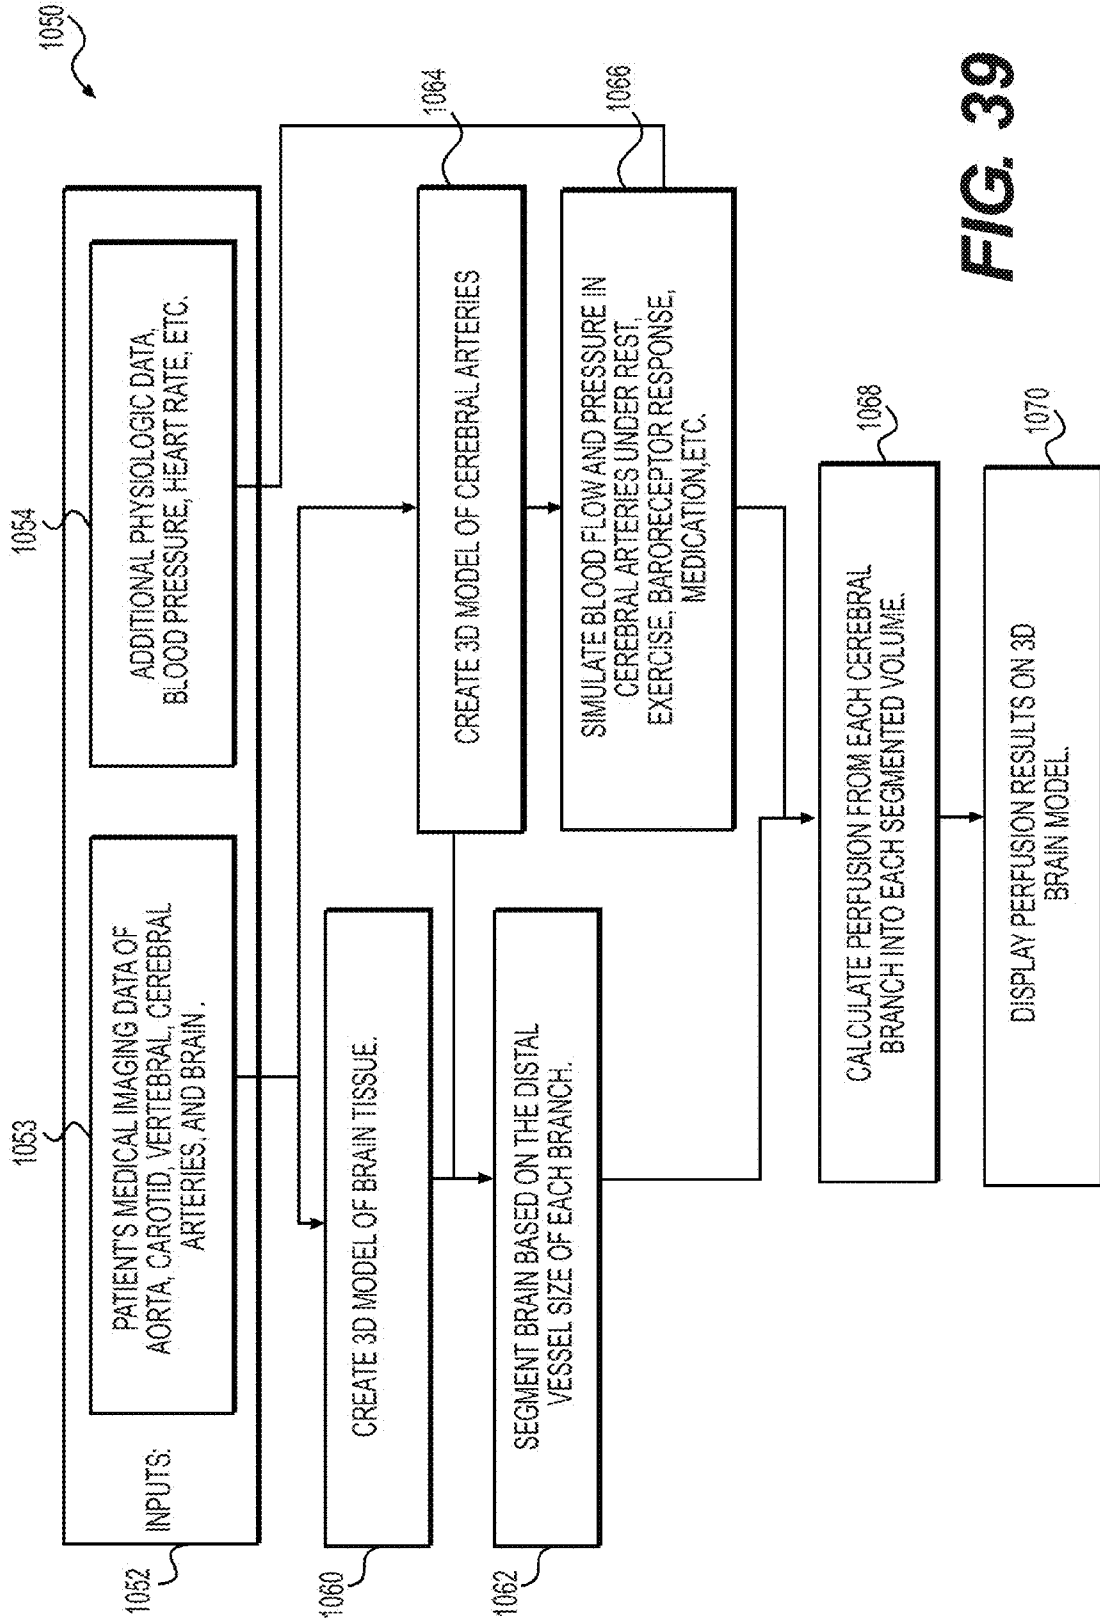 1050
1052
INPUTS:
1053
PATIENT'S MEDICAL IMAGING DATA OF
AORTA, CAROTID, VERTEBRAL, CEREBRAL
ARTERIES, AND BRAIN .
1054
ADDITIONAL PHYSIOLOGIC DATA,
BLOOD PRESSURE, HEART RATE, ETC.
1060
CREATE 3D MODEL OF BRAIN TISSUE.
1064
CREATE 3D MODEL OF CEREBRAL ARTERIES
1062
SEGMENT BRAIN BASED ON THE DISTAL
VESSEL SIZE OF EACH BRANCH.
1066
SIMULATE BLOOD FLOW AND PRESSURE IN
CEREBRAL ARTERIES UNDER REST,
EXERCISE, BARORECEPTOR RESPONSE,
MEDICATION,ETC.
1068
CALCULATE PERFUSION FROM EACH CEREBRAL
BRANCH INTO EACH SEGMENTED VOLUME.
1070
DISPLAY PERFUSION RESULTS ON 3D
BRAIN MODEL.
FIG. 39